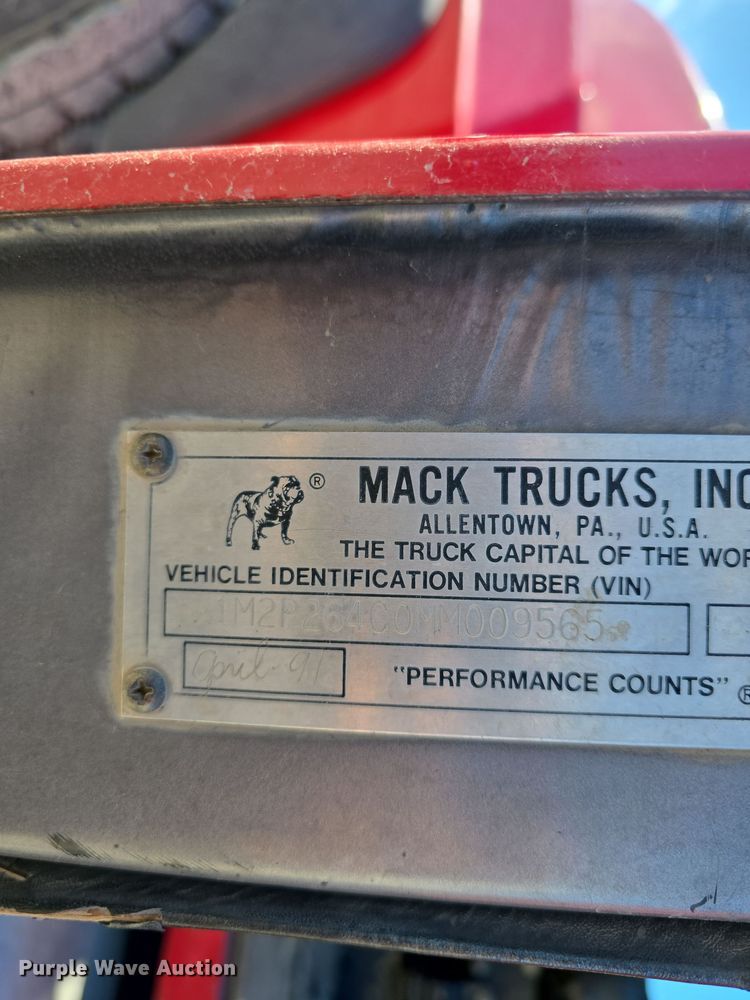 ® MACK TRUCKS, INC
ALLENTOWN, PA., U.S.A.
THE TRUCK CAPITAL OF THE WOR
VEHICLE IDENTIFICATION NUMBER (VIN)
1M2P264C0MM009565
April 91
"PERFORMANCE COUNTS" ®
Purple Wave Auction